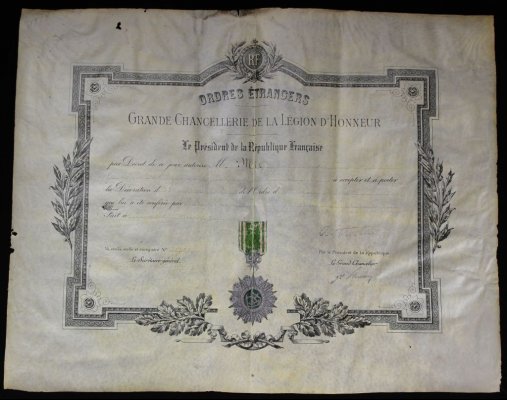 RF
ORDRES ÉTRANGERS
GRANDE CHANCELLERIE DE LA LÉGION D'HONNEUR
Le Président de la République Française
par Décret de ce jour autorise M.
à accepter et à porter
la Décoration d de l'Ordre d
qui lui a été conférée par
Fait à
Vu, scellé et enregistré N°
Le Secrétaire général,
Par le Président de la République
Le Grand Chancelier